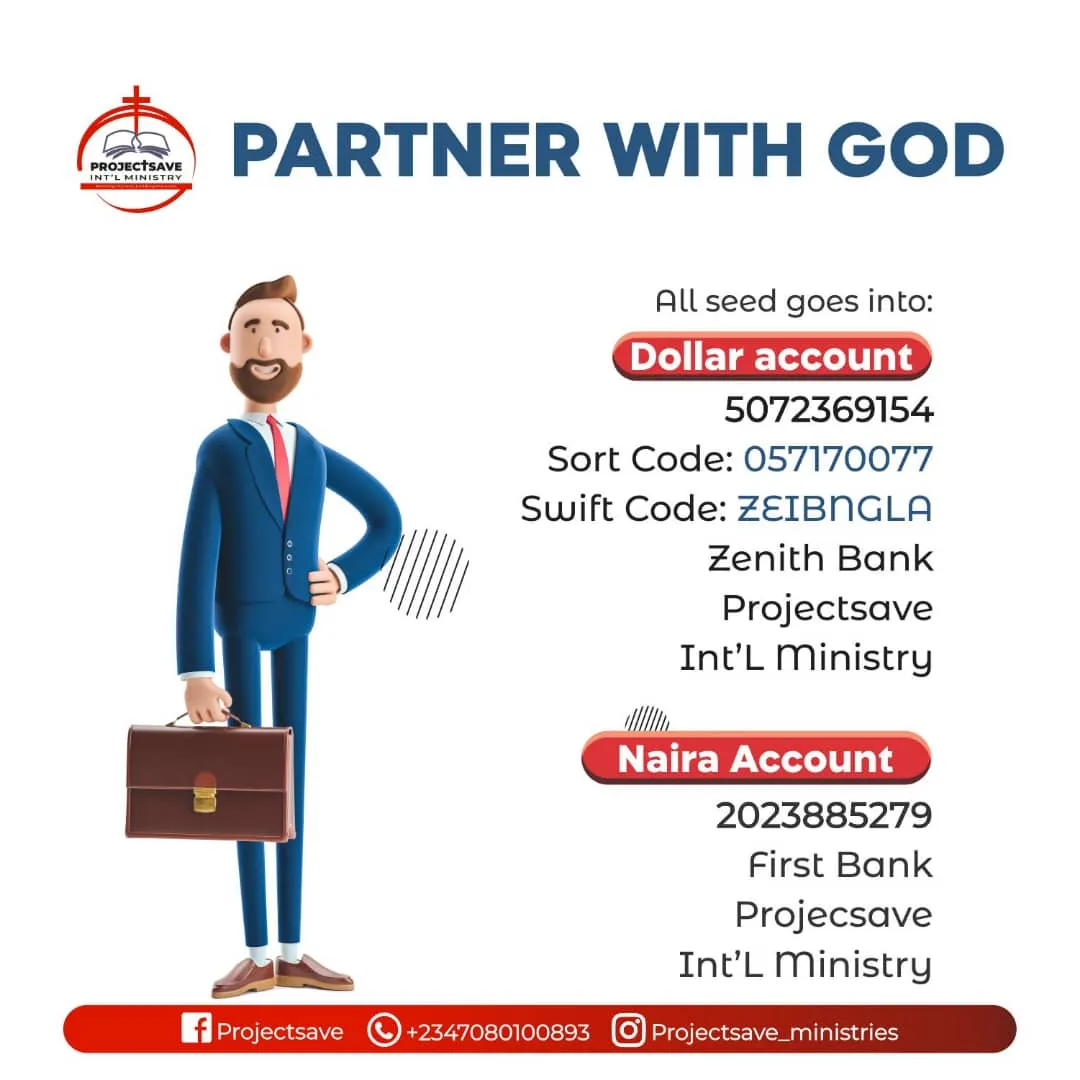 PROJECTSAVE
INT'L MINISTRY
PARTNER WITH GOD
All seed goes into:
Dollar account
5072369154
Sort Code: 057170077
Swift Code: ZEIBNGLA
Zenith Bank
Projectsave
Int'L Ministry
Naira Account
2023885279
First Bank
Projecsave
Int'L Ministry
Projectsave +2347080100893 Projectsave_ministries